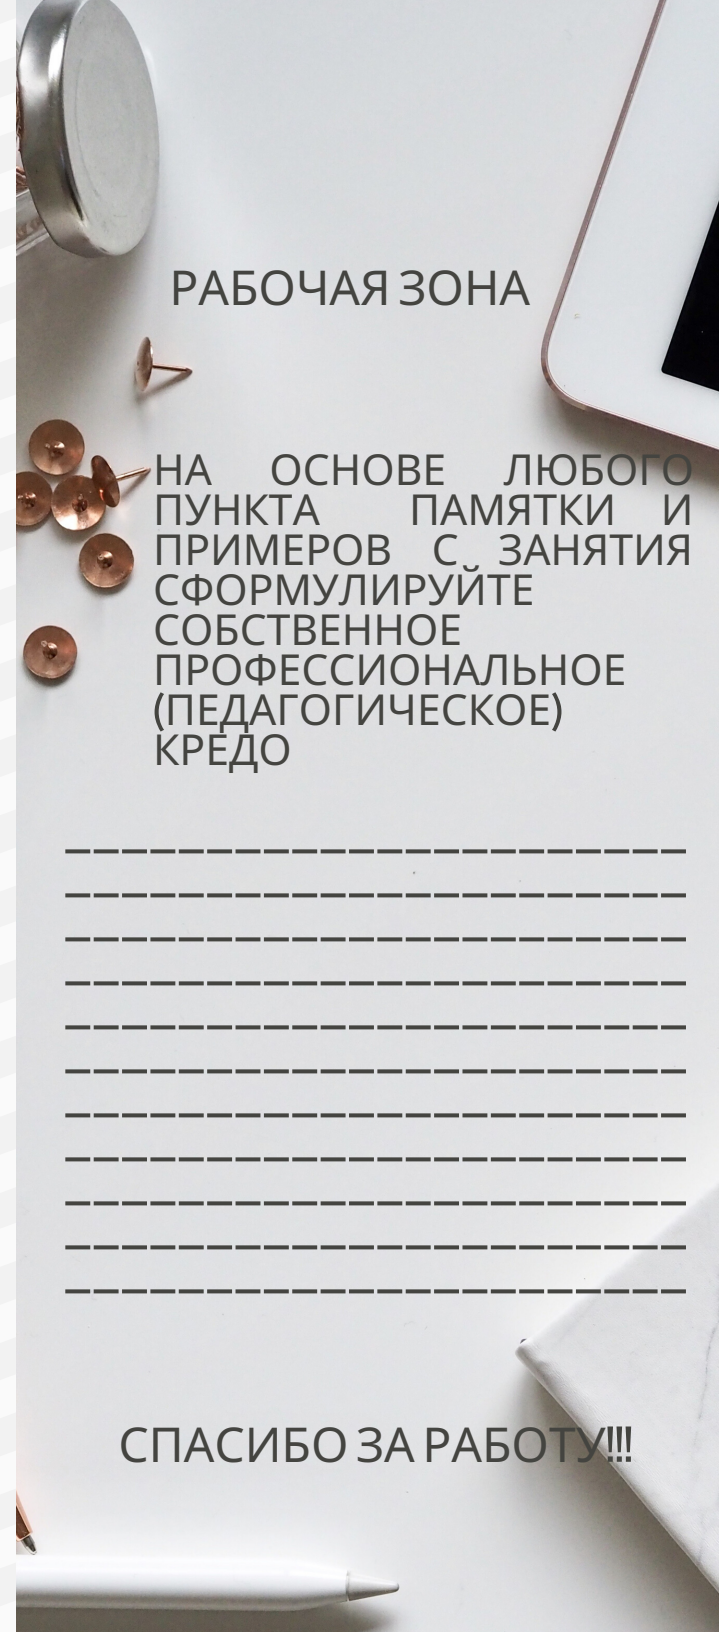 РАБОЧАЯ ЗОНА
НА ОСНОВЕ ЛЮБОГО
ПУНКТА ПАМЯТКИ И
ПРИМЕРОВ С ЗАНЯТИЯ
СФОРМУЛИРУЙТЕ
СОБСТВЕННОЕ
ПРОФЕССИОНАЛЬНОЕ
(ПЕДАГОГИЧЕСКОЕ)
КРЕДО
СПАСИБО ЗА РАБОТУ!!!